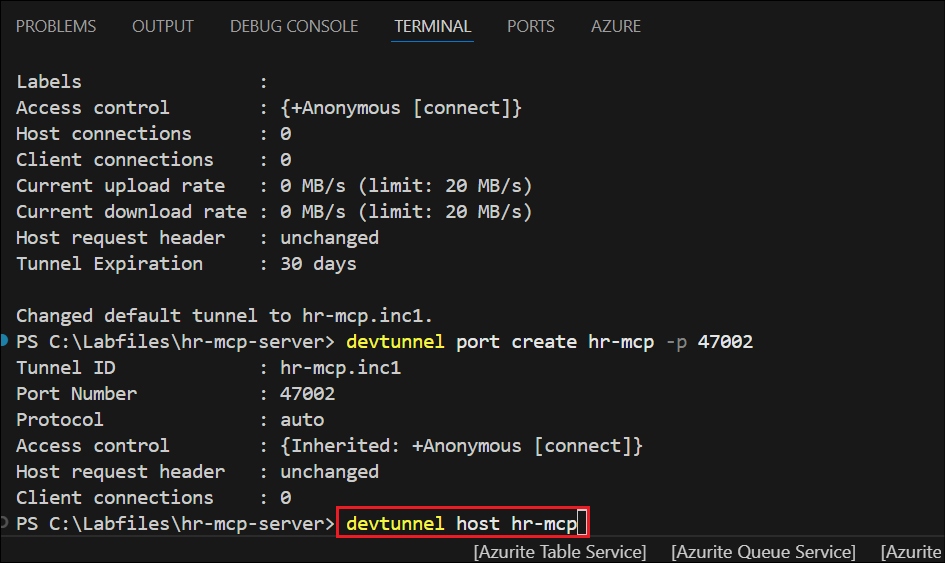 PROBLEMS OUTPUT DEBUG CONSOLE TERMINAL PORTS AZURE
Labels :
Access control : {+Anonymous [connect]}
Host connections : 0
Client connections : 0
Current upload rate : 0 MB/s (limit: 20 MB/s)
Current download rate : 0 MB/s (limit: 20 MB/s)
Host request header : unchanged
Tunnel Expiration : 30 days
Changed default tunnel to hr-mcp.inc1.
PS C:\Labfiles\hr-mcp-server> devtunnel port create hr-mcp -p 47002
Tunnel ID : hr-mcp.inc1
Port Number : 47002
Protocol : auto
Access control : {Inherited: +Anonymous [connect]}
Host request header : unchanged
Client connections : 0
PS C:\Labfiles\hr-mcp-server> devtunnel host hr-mcp
[Azurite Table Service] [Azurite Queue Service] [Azurite